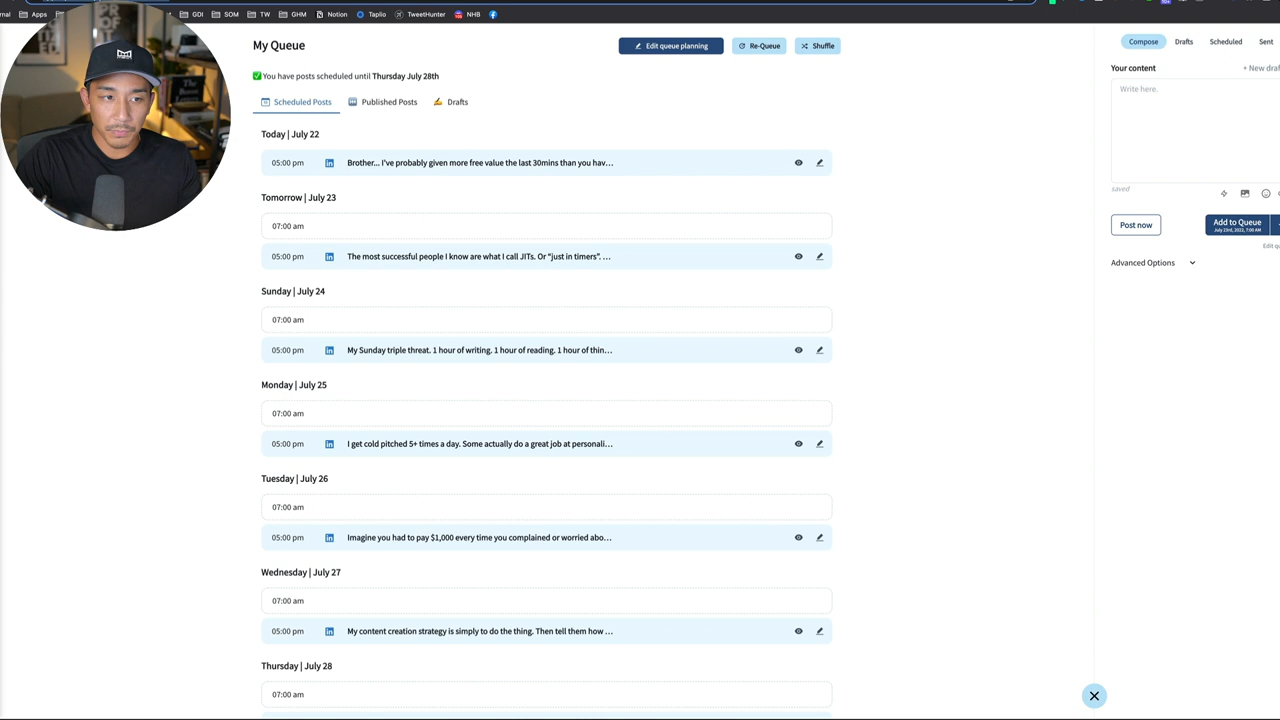 Apps
GDI
SOM
TW
GHM
Notion
Taplio
TweetHunter
NHB
My Queue
Edit queue planning
Re-Queue
Shuffle
✅ You have posts scheduled until Thursday July 28th
Scheduled Posts
Published Posts
Drafts
Today | July 22
05:00 pm Brother... I've probably given more free value the last 30mins than you hav…
Tomorrow | July 23
07:00 am
05:00 pm The most successful people I know are what I call JITs. Or “just in timers”. …
Sunday | July 24
07:00 am
05:00 pm My Sunday triple threat. 1 hour of writing. 1 hour of reading. 1 hour of thin…
Monday | July 25
07:00 am
05:00 pm I get cold pitched 5+ times a day. Some actually do a great job at personali…
Tuesday | July 26
07:00 am
05:00 pm Imagine you had to pay $1,000 every time you complained or worried abo…
Wednesday | July 27
07:00 am
05:00 pm My content creation strategy is simply to do the thing. Then tell them how …
Thursday | July 28
07:00 am
Compose
Drafts
Scheduled
Sent
Your content
+ New draf
Write here.
saved
Post now
Add to Queue
July 23rd, 2022, 7:00 AM
Edit qu
Advanced Options